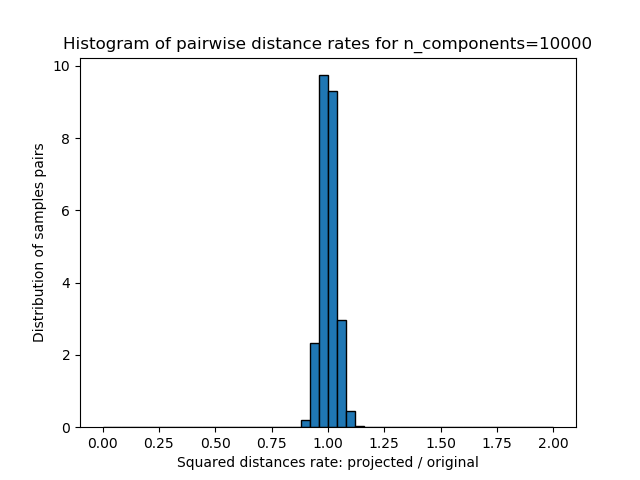 Histogram of pairwise distance rates for n_components=10000
Distribution of samples pairs
10
8
6
4
2
0
0.00 0.25 0.50 0.75 1.00 1.25 1.50 1.75 2.00
Squared distances rate: projected / original